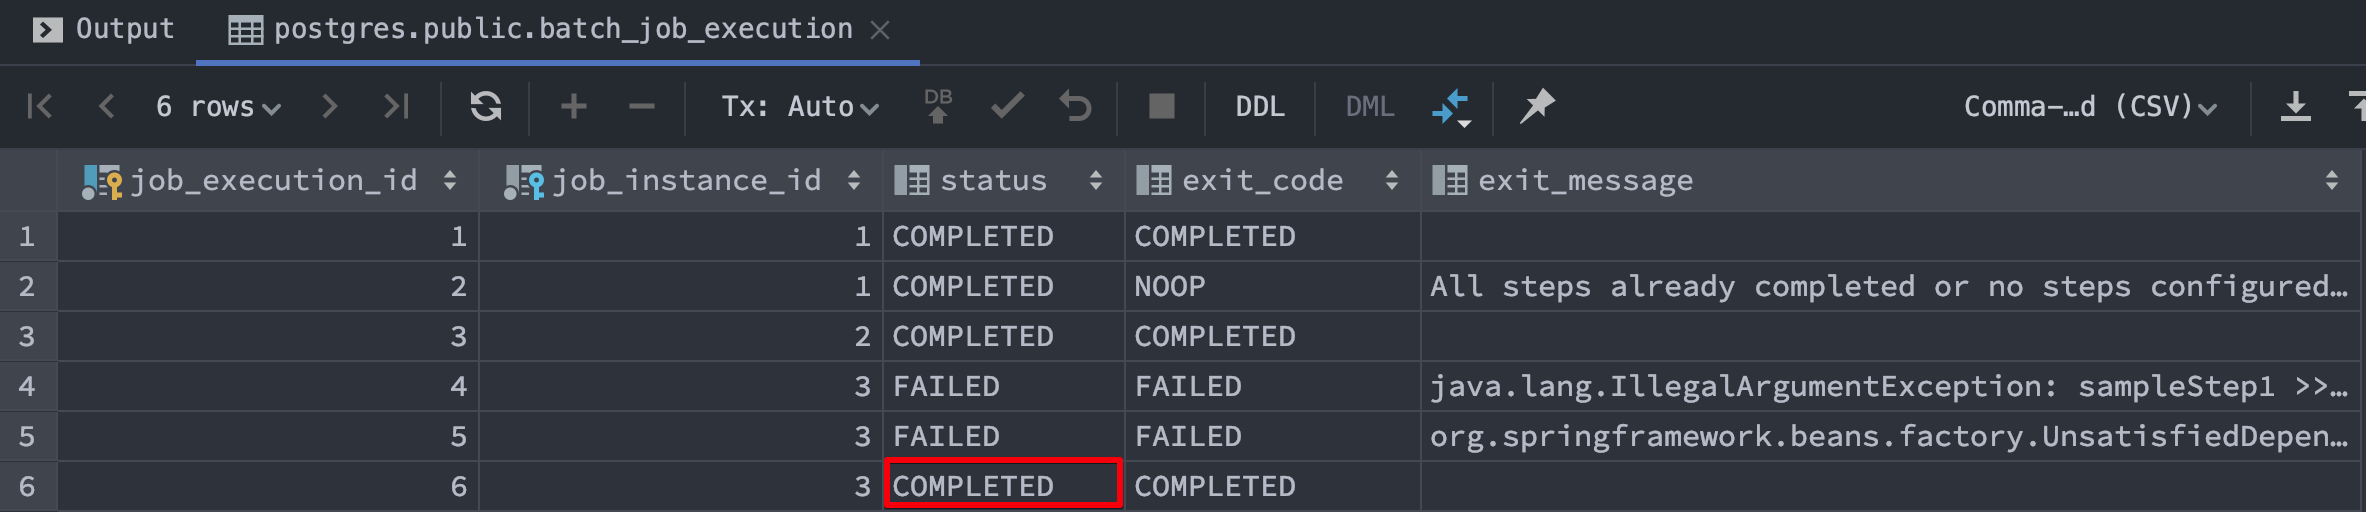 Output postgres.public.batch_job_execution
6 rows Tx: Auto DB DDL DML Comma-…d (CSV)
job_execution_id job_instance_id status exit_code exit_message
1 1 1 COMPLETED COMPLETED
2 2 1 COMPLETED NOOP All steps already completed or no steps configured…
3 3 2 COMPLETED COMPLETED
4 4 3 FAILED FAILED java.lang.IllegalArgumentException: sampleStep1 >>…
5 5 3 FAILED FAILED org.springframework.beans.factory.UnsatisfiedDepen…
6 6 3 COMPLETED COMPLETED